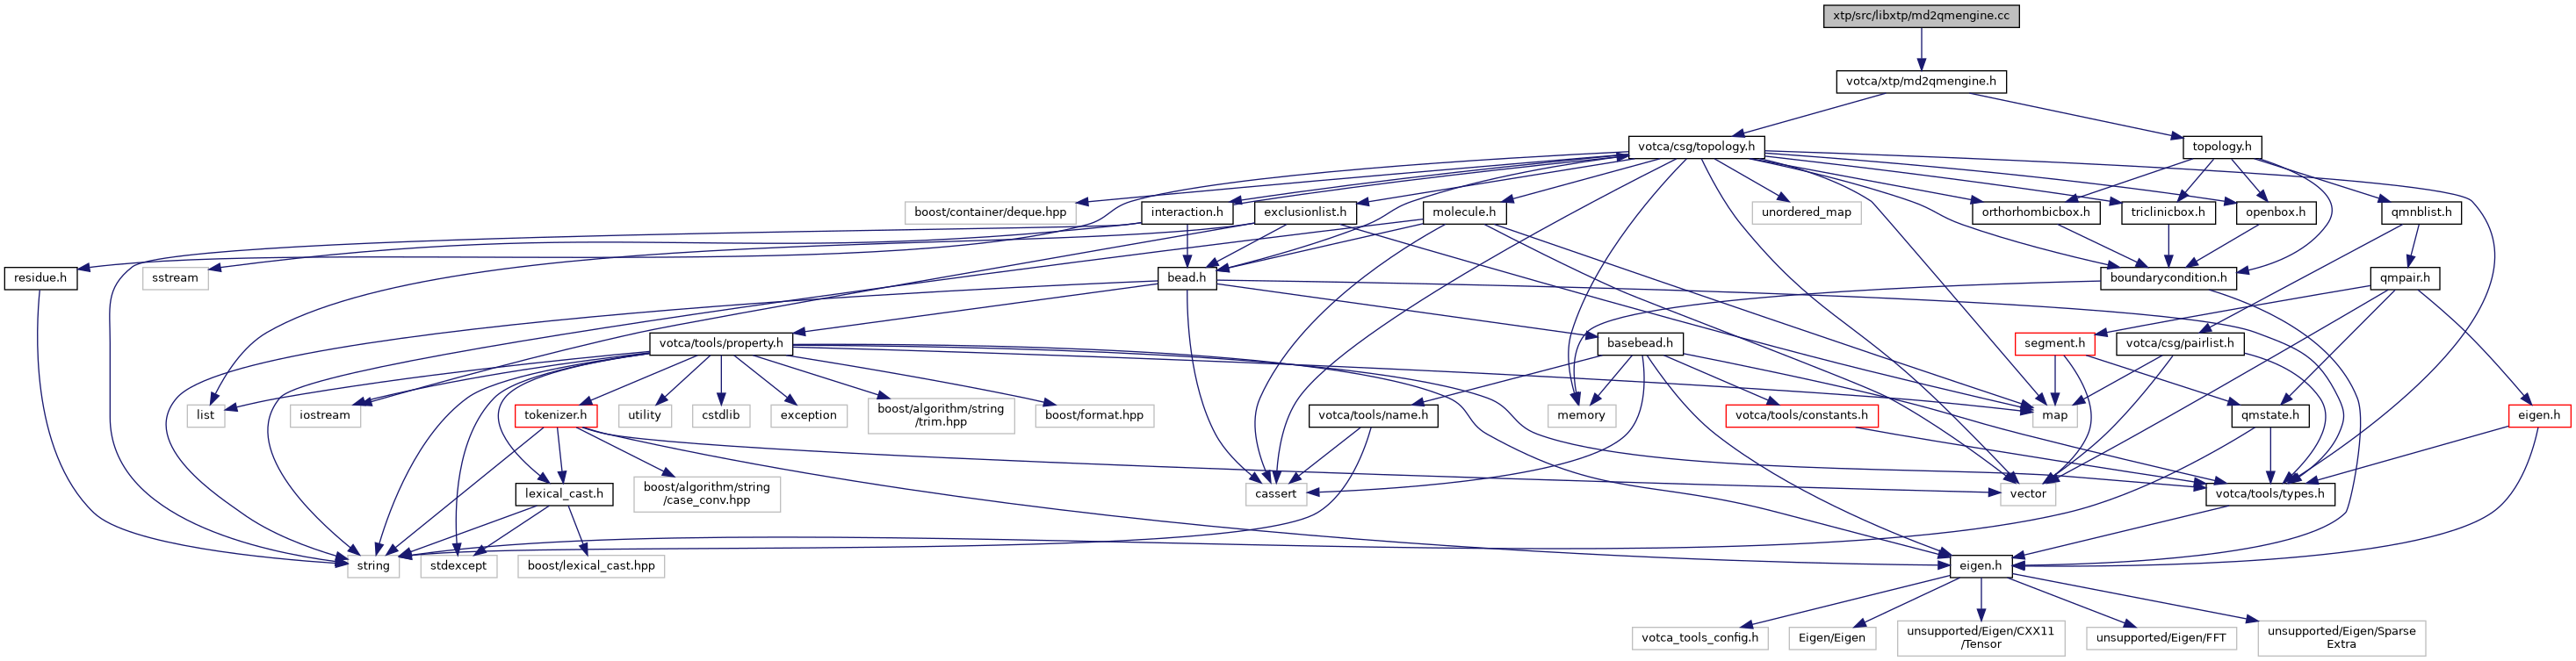 xtp/src/libxtp/md2qmengine.cc
votca/xtp/md2qmengine.h
votca/csg/topology.h
topology.h
boost/container/deque.hpp
interaction.h
exclusionlist.h
molecule.h
unordered_map
orthorhombicbox.h
triclinicbox.h
openbox.h
qmnblist.h
residue.h
sstream
bead.h
boundarycondition.h
qmpair.h
votca/tools/property.h
basebead.h
segment.h
votca/csg/pairlist.h
list
iostream
tokenizer.h
utility
cstdlib
exception
boost/algorithm/string
/trim.hpp
boost/format.hpp
votca/tools/name.h
memory
votca/tools/constants.h
map
qmstate.h
eigen.h
lexical_cast.h
boost/algorithm/string
/case_conv.hpp
cassert
vector
votca/tools/types.h
string
stdexcept
boost/lexical_cast.hpp
eigen.h
votca_tools_config.h
Eigen/Eigen
unsupported/Eigen/CXX11
/Tensor
unsupported/Eigen/FFT
unsupported/Eigen/Sparse
Extra